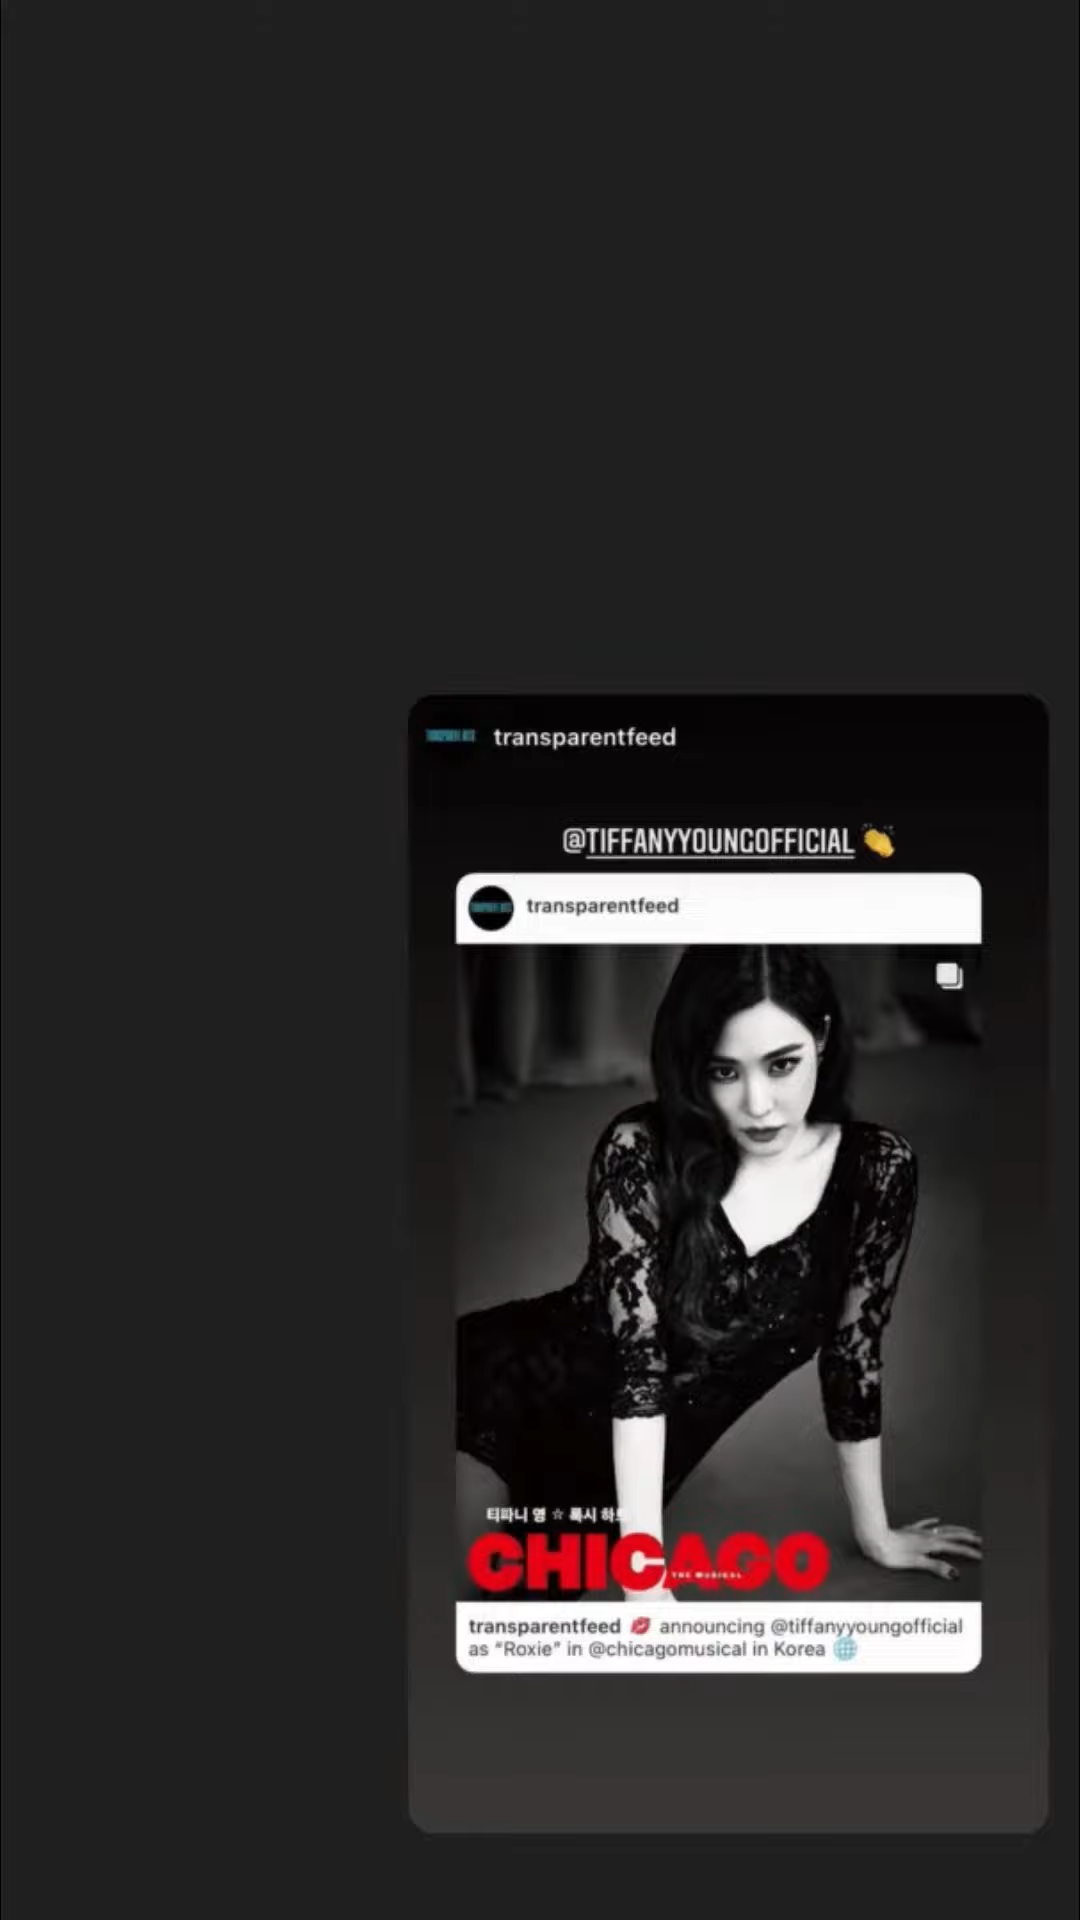 transparentfeed
@TIFFANYYOUNGOFFICIAL 👏
transparentfeed
티파니 영 ☆ 록시 하트
CHICAGO
THE MUSICAL
transparentfeed 💋 announcing @tiffanyyoungofficial
as “Roxie” in @chicagomusical in Korea 🌐